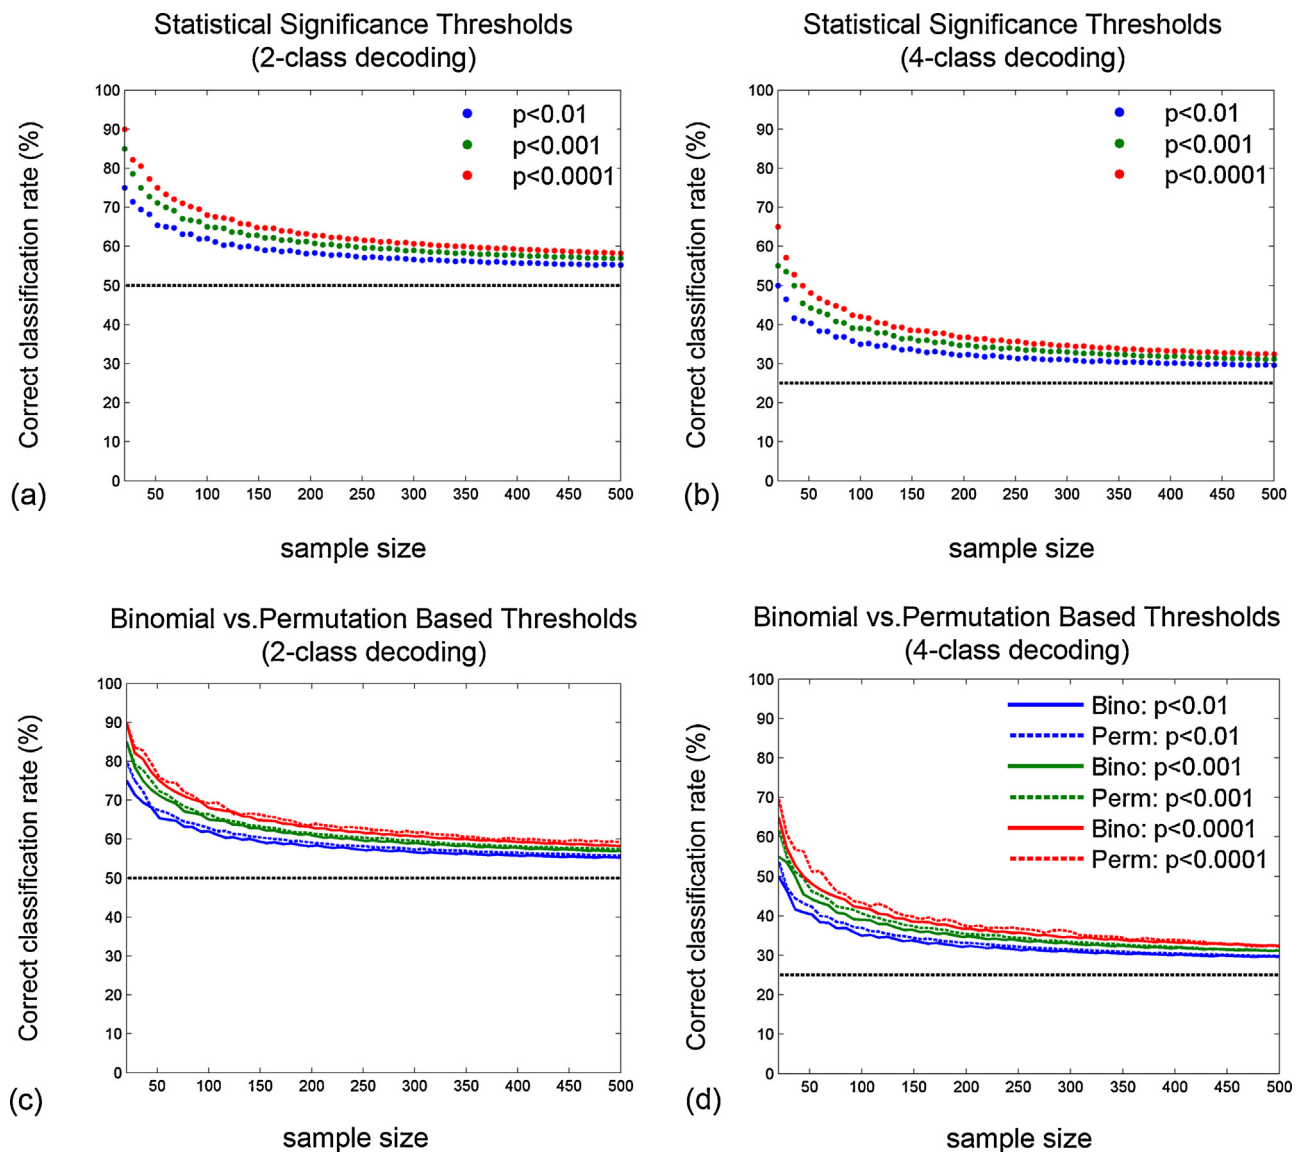 Statistical Significance Thresholds
(2-class decoding)
Correct classification rate (%)
100
90
80
70
60
50
40
30
20
10
0
p<0.01
p<0.001
p<0.0001
50 100 150 200 250 300 350 400 450 500
(a)
sample size
Statistical Significance Thresholds
(4-class decoding)
Correct classification rate (%)
100
90
80
70
60
50
40
30
20
10
0
p<0.01
p<0.001
p<0.0001
50 100 150 200 250 300 350 400 450 500
(b)
sample size
Binomial vs.Permutation Based Thresholds
(2-class decoding)
Correct classification rate (%)
100
90
80
70
60
50
40
30
20
10
0
50 100 150 200 250 300 350 400 450 500
(c)
sample size
Binomial vs.Permutation Based Thresholds
(4-class decoding)
Correct classification rate (%)
100
90
80
70
60
50
40
30
20
10
0
Bino: p<0.01
Perm: p<0.01
Bino: p<0.001
Perm: p<0.001
Bino: p<0.0001
Perm: p<0.0001
50 100 150 200 250 300 350 400 450 500
(d)
sample size